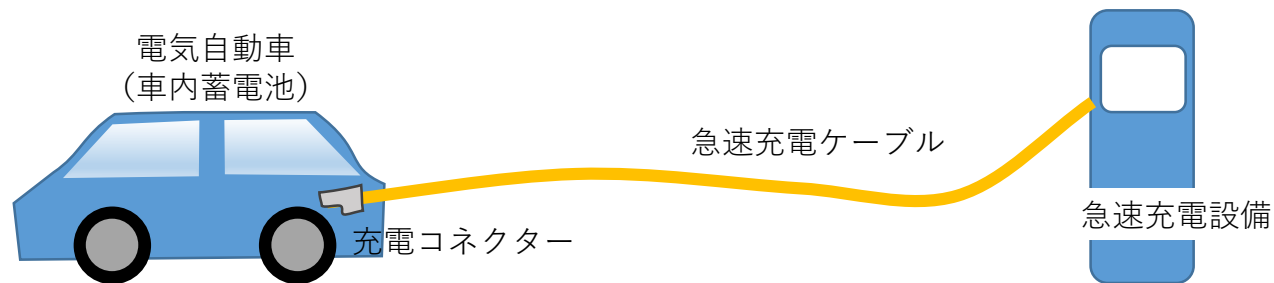 電気自動車
（車内蓄電池）
急速充電ケーブル
急速充電設備
充電コネクター